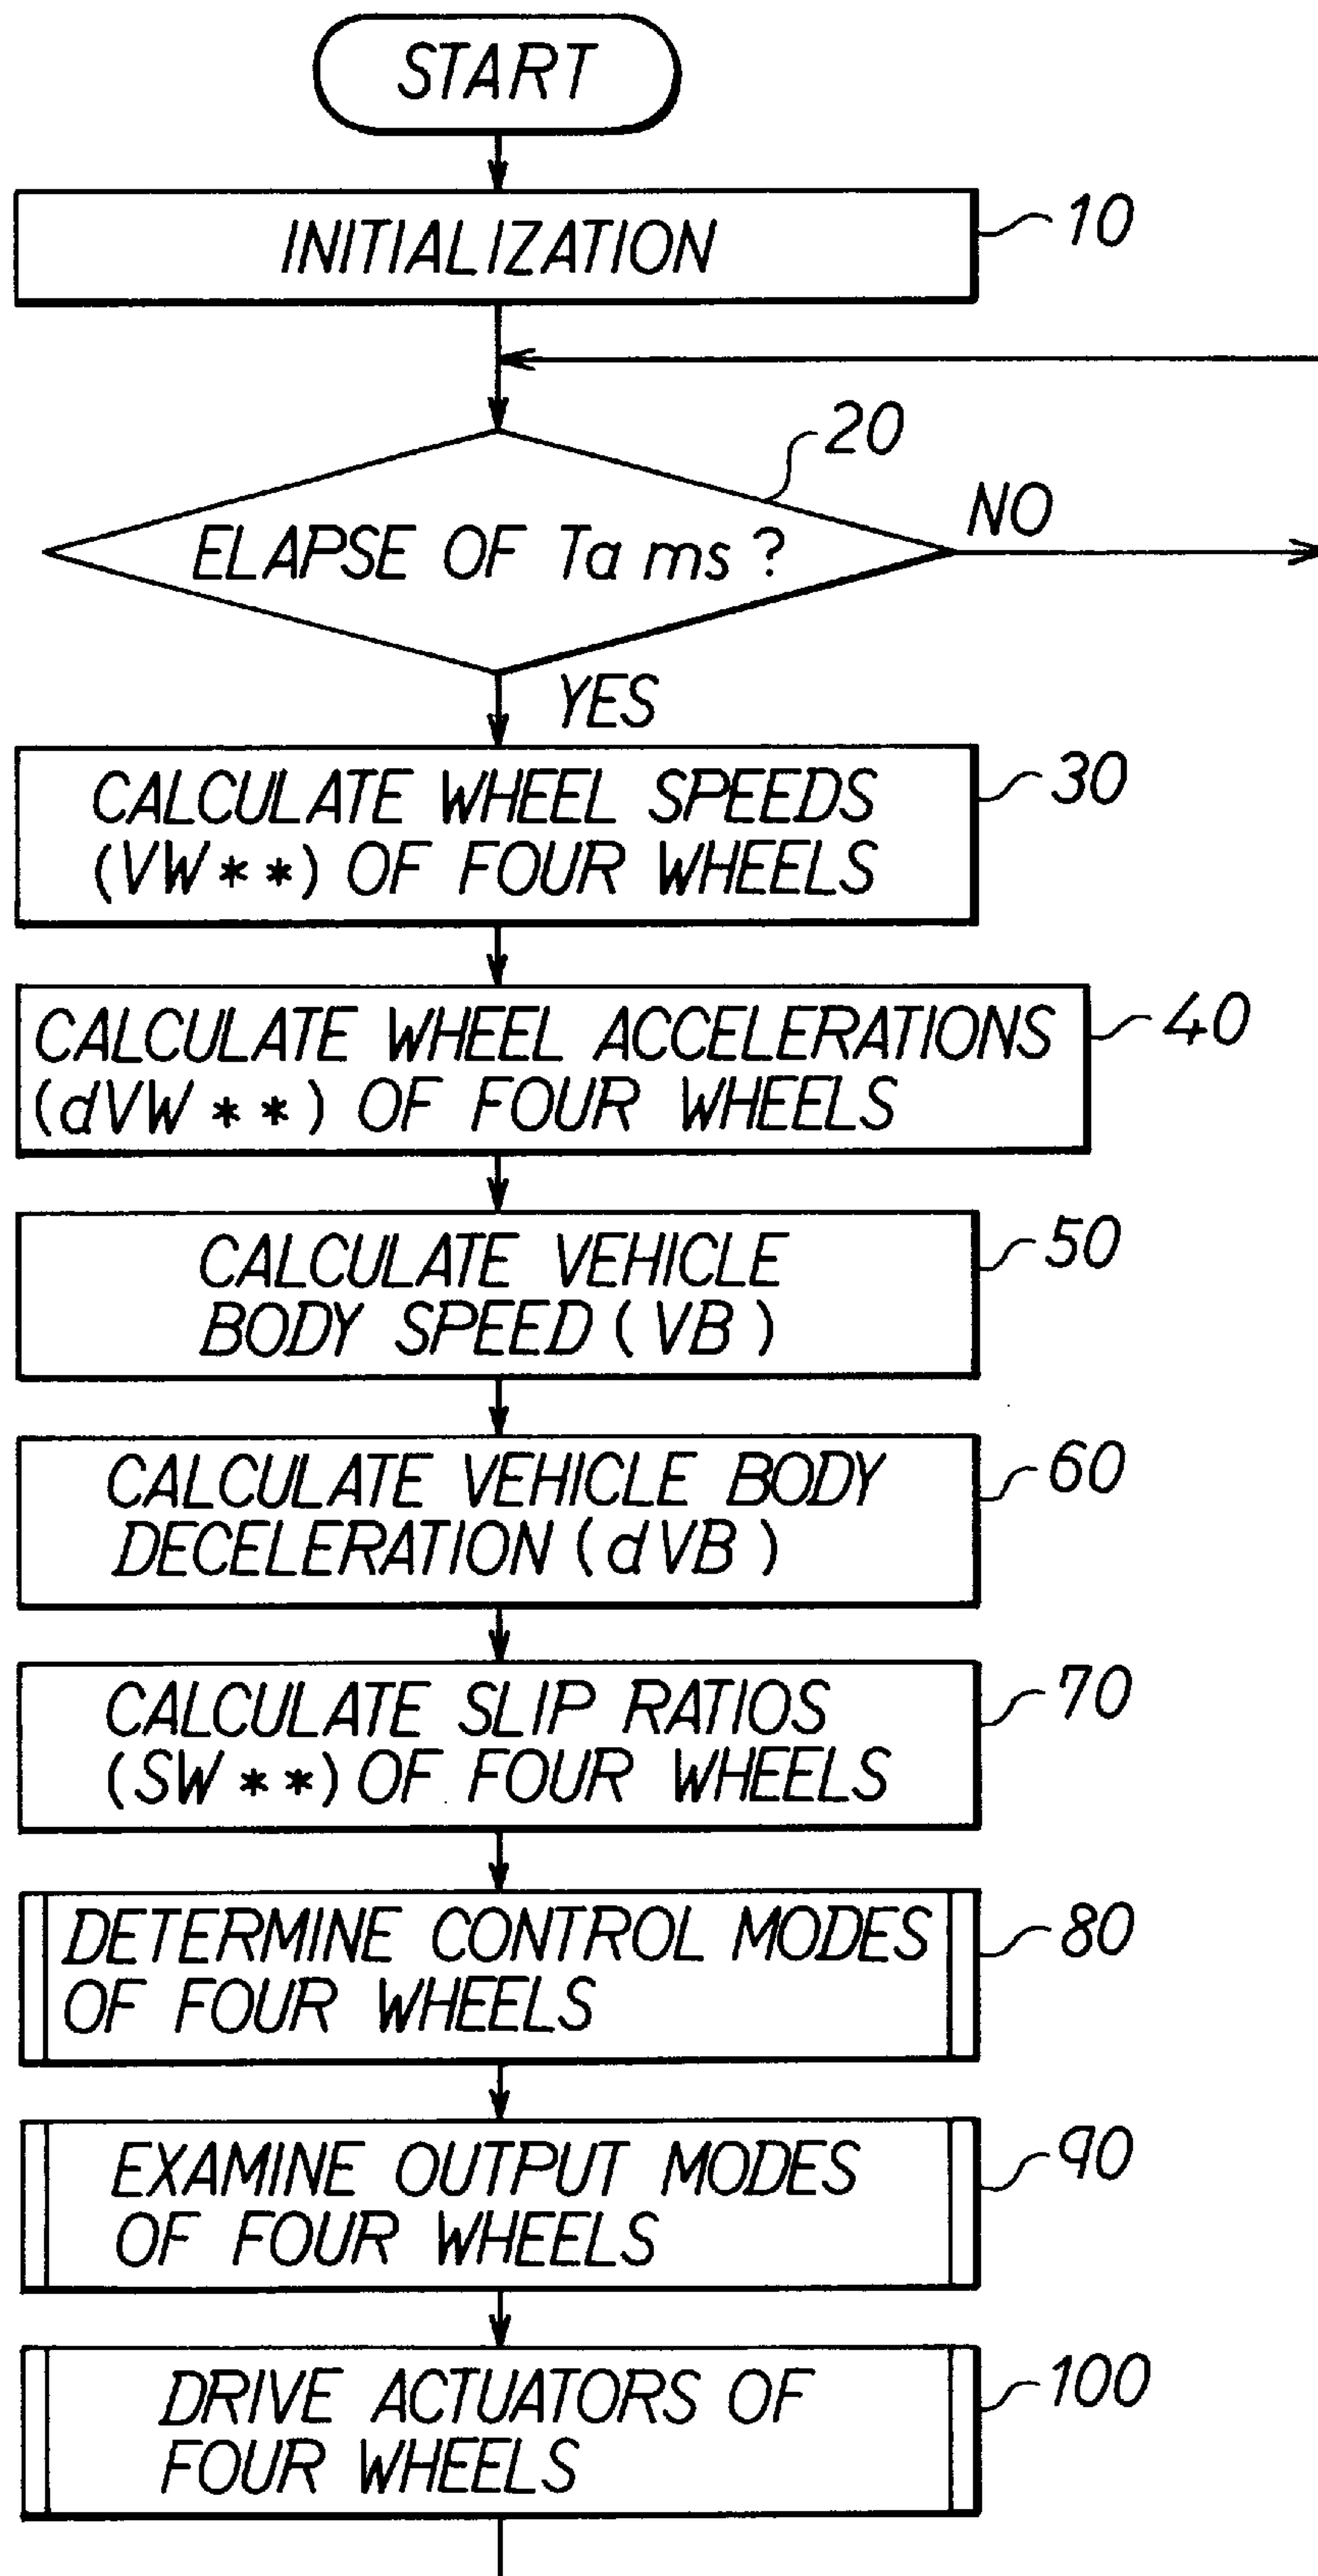 START
INITIALIZATION
10
20
ELAPSE OF Ta ms ?
NO
YES
CALCULATE WHEEL SPEEDS
(VW**) OF FOUR WHEELS
30
CALCULATE WHEEL ACCELERATIONS
(dVW**) OF FOUR WHEELS
40
CALCULATE VEHICLE
BODY SPEED (VB)
50
CALCULATE VEHICLE BODY
DECELERATION (dVB)
60
CALCULATE SLIP RATIOS
(SW**) OF FOUR WHEELS
70
DETERMINE CONTROL MODES
OF FOUR WHEELS
80
EXAMINE OUTPUT MODES
OF FOUR WHEELS
90
DRIVE ACTUATORS OF
FOUR WHEELS
100